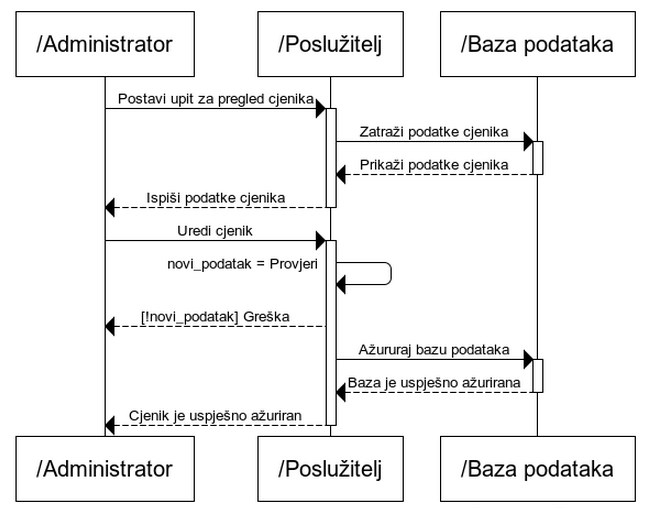 /Administrator
/Poslužitelj
/Baza podataka
Postavi upit za pregled cjenika
Zatraži podatke cjenika
Prikaži podatke cjenika
Ispiši podatke cjenika
Uredi cjenik
novi_podatak = Provjeri
[!novi_podatak] Greška
Ažururaj bazu podataka
Baza je uspješno ažurirana
Cjenik je uspješno ažuriran
/Administrator
/Poslužitelj
/Baza podataka